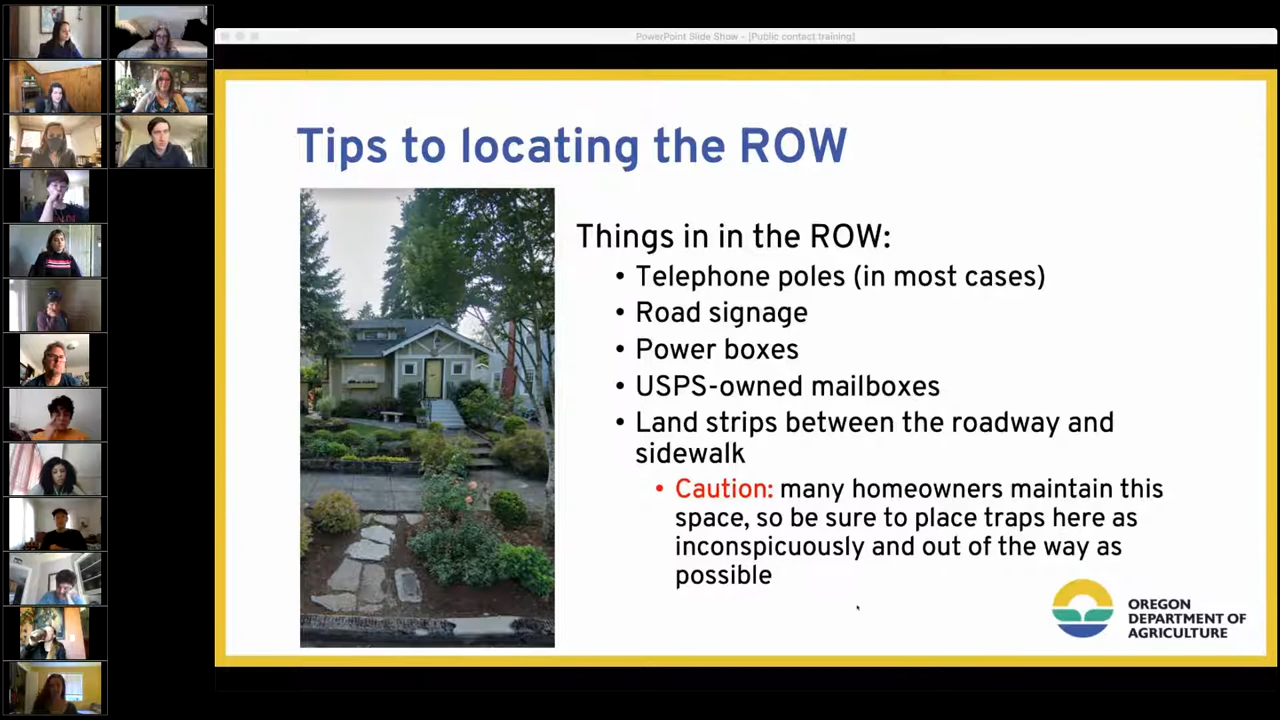 PowerPoint Slide Show - [Public contact training]
Tips to locating the ROW
Things in in the ROW:
• Telephone poles (in most cases)
• Road signage
• Power boxes
• USPS-owned mailboxes
• Land strips between the roadway and
sidewalk
• Caution: many homeowners maintain this
space, so be sure to place traps here as
inconspicuously and out of the way as
possible
OREGON
DEPARTMENT OF
AGRICULTURE